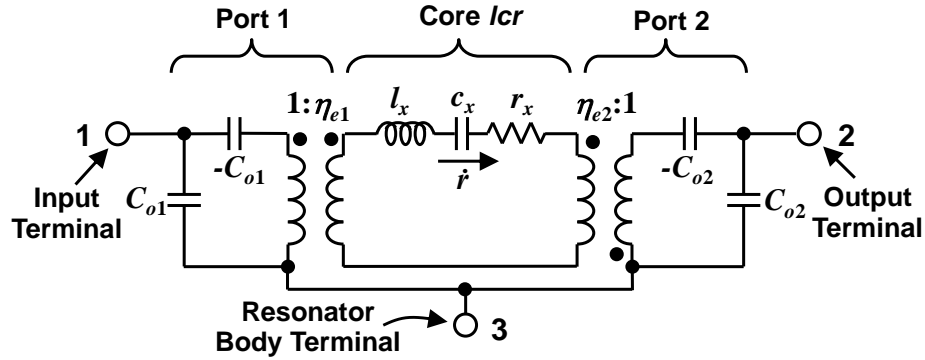 Port 1
Core lcr
Port 2
1:ηe1
lx
cx
rx
ηe2:1
1
2
-Co1
ṙ
-Co2
Input
Terminal
Co1
Co2
Output
Terminal
Resonator
Body Terminal
3